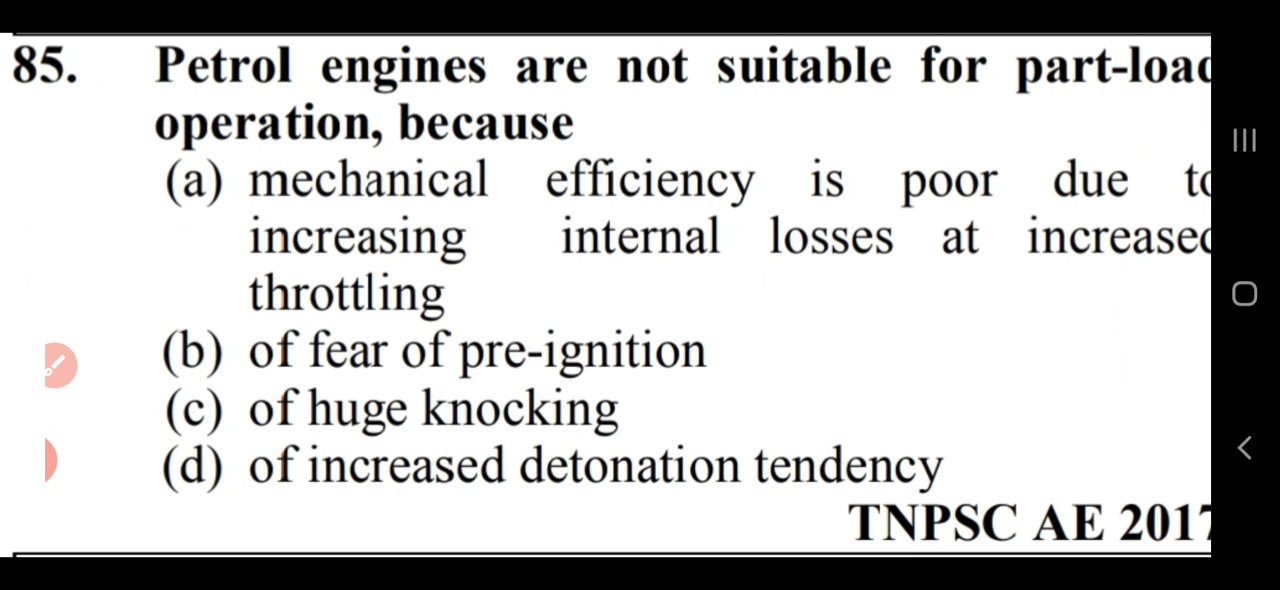 85. Petrol engines are not suitable for part-load
operation, because
(a) mechanical efficiency is poor due to
increasing internal losses at increased
throttling
(b) of fear of pre-ignition
(c) of huge knocking
(d) of increased detonation tendency
TNPSC AE 2017